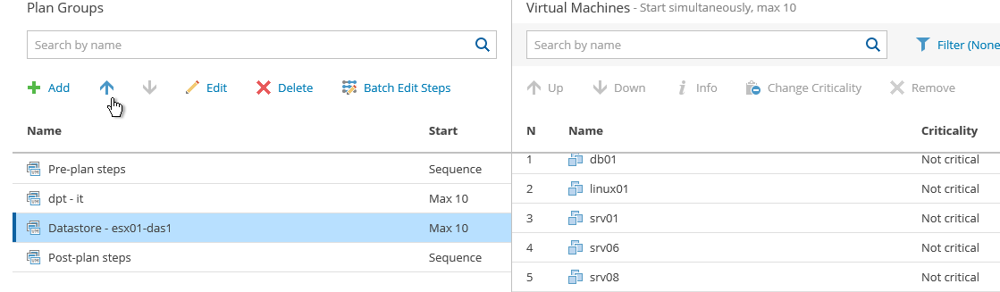 Plan Groups
Search by name
Add Edit Delete Batch Edit Steps
Name Start
Pre-plan steps Sequence
dpt - it Max 10
Datastore - esx01-das1 Max 10
Post-plan steps Sequence
Virtual Machines - Start simultaneously, max 10
Search by name Filter (None
Up Down Info Change Criticality Remove
N Name Criticality
1 db01 Not critical
2 linux01 Not critical
3 srv01 Not critical
4 srv06 Not critical
5 srv08 Not critical